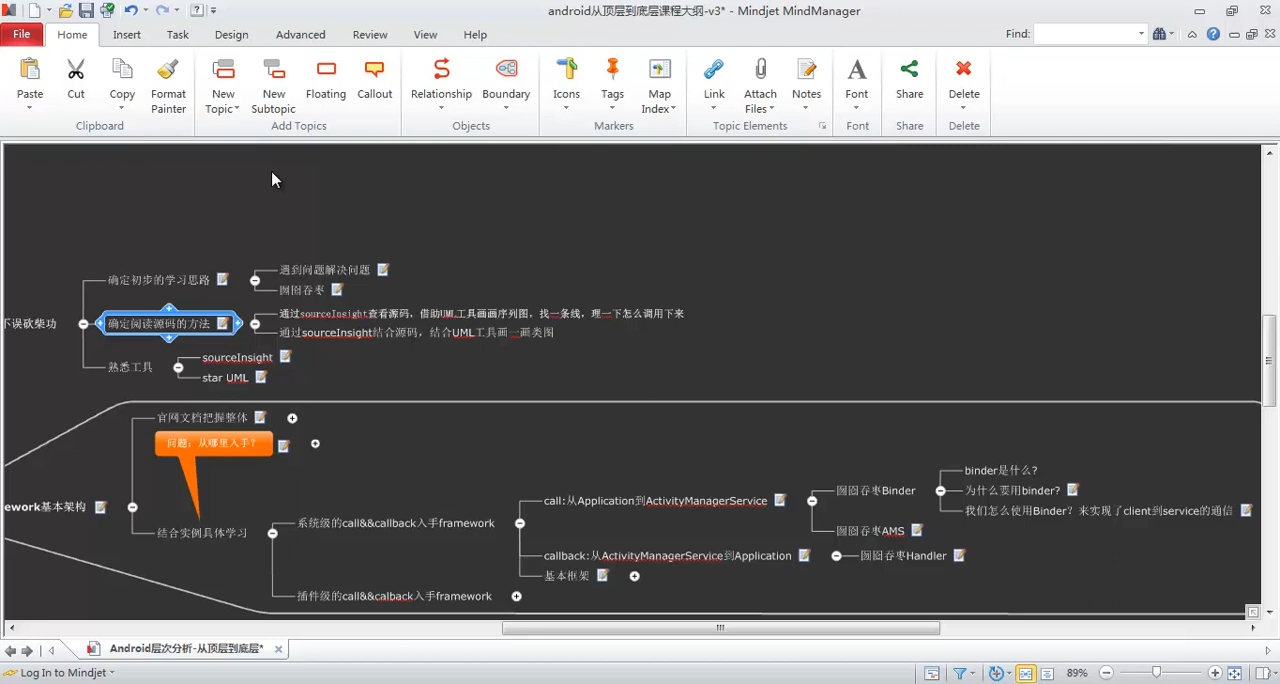 android从顶层到底层课程大纲-v3* - Mindjet MindManager
File Home Insert Task Design Advanced Review View Help Find:
Paste Cut Copy Format Painter New Topic New Subtopic Floating Callout Relationship Boundary Icons Tags Map Index Link Attach Files Notes Font Share Delete
Clipboard Add Topics Objects Markers Topic Elements Font Share Delete
确定初步的学习思路
遇到问题解决问题
囫囵吞枣
不误砍柴功
确定阅读源码的方法
通过sourceInsight查看源码，借助UML工具画画序列图，找一条线，理一下怎么调用下来
通过sourceInsight结合源码，结合UML工具画一画类图
熟悉工具
sourceInsight
star UML
官网文档把握整体
问题：从哪里入手？
ework基本架构
结合实例具体学习
系统级的call&&callback入手framework
call:从Application到ActivityManagerService
囫囵吞枣Binder
binder是什么?
为什么要用binder?
我们怎么使用Binder？来实现了client到service的通信
囫囵吞枣AMS
callback:从ActivityManagerService到Application
囫囵吞枣Handler
基本框架
插件级的call&&calback入手framework
Android层次分析-从顶层到底层*
Log In to Mindjet
89%